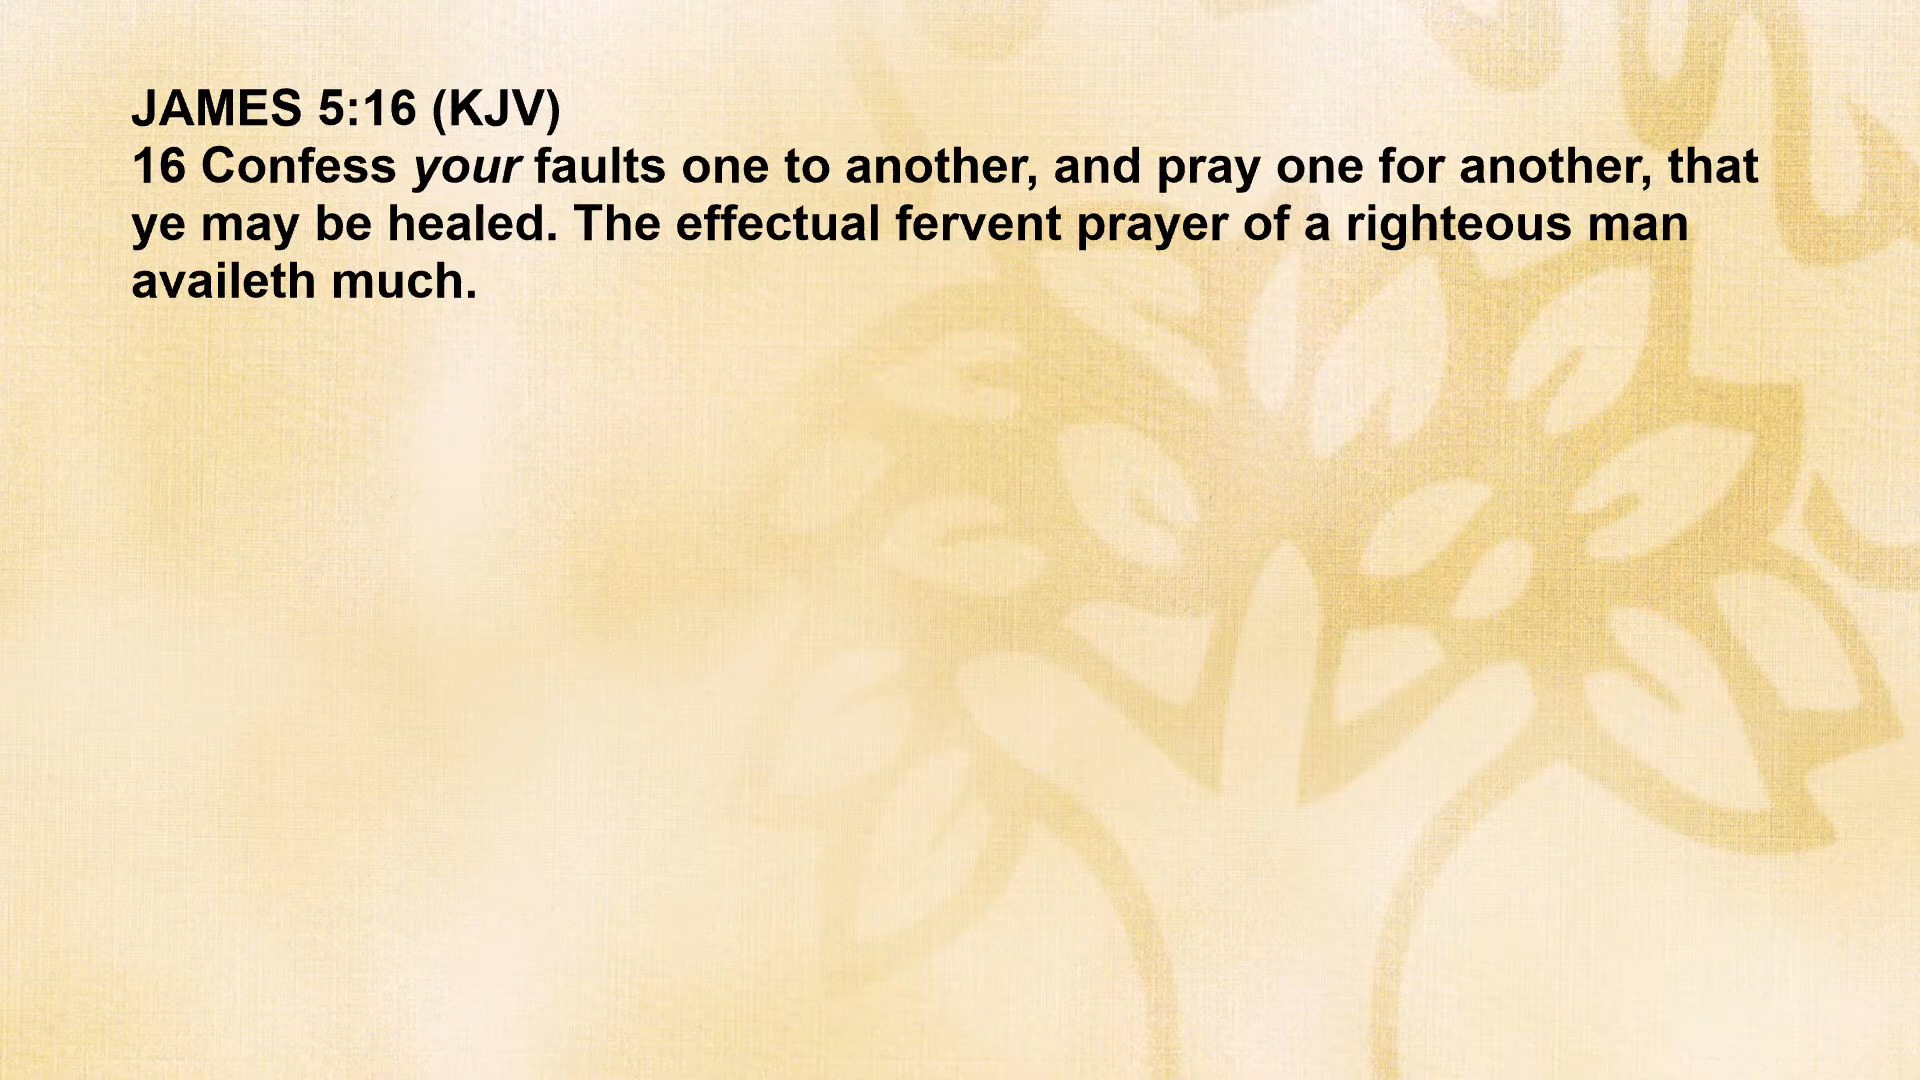 JAMES 5:16 (KJV)
16 Confess your faults one to another, and pray one for another, that
ye may be healed. The effectual fervent prayer of a righteous man
availeth much.